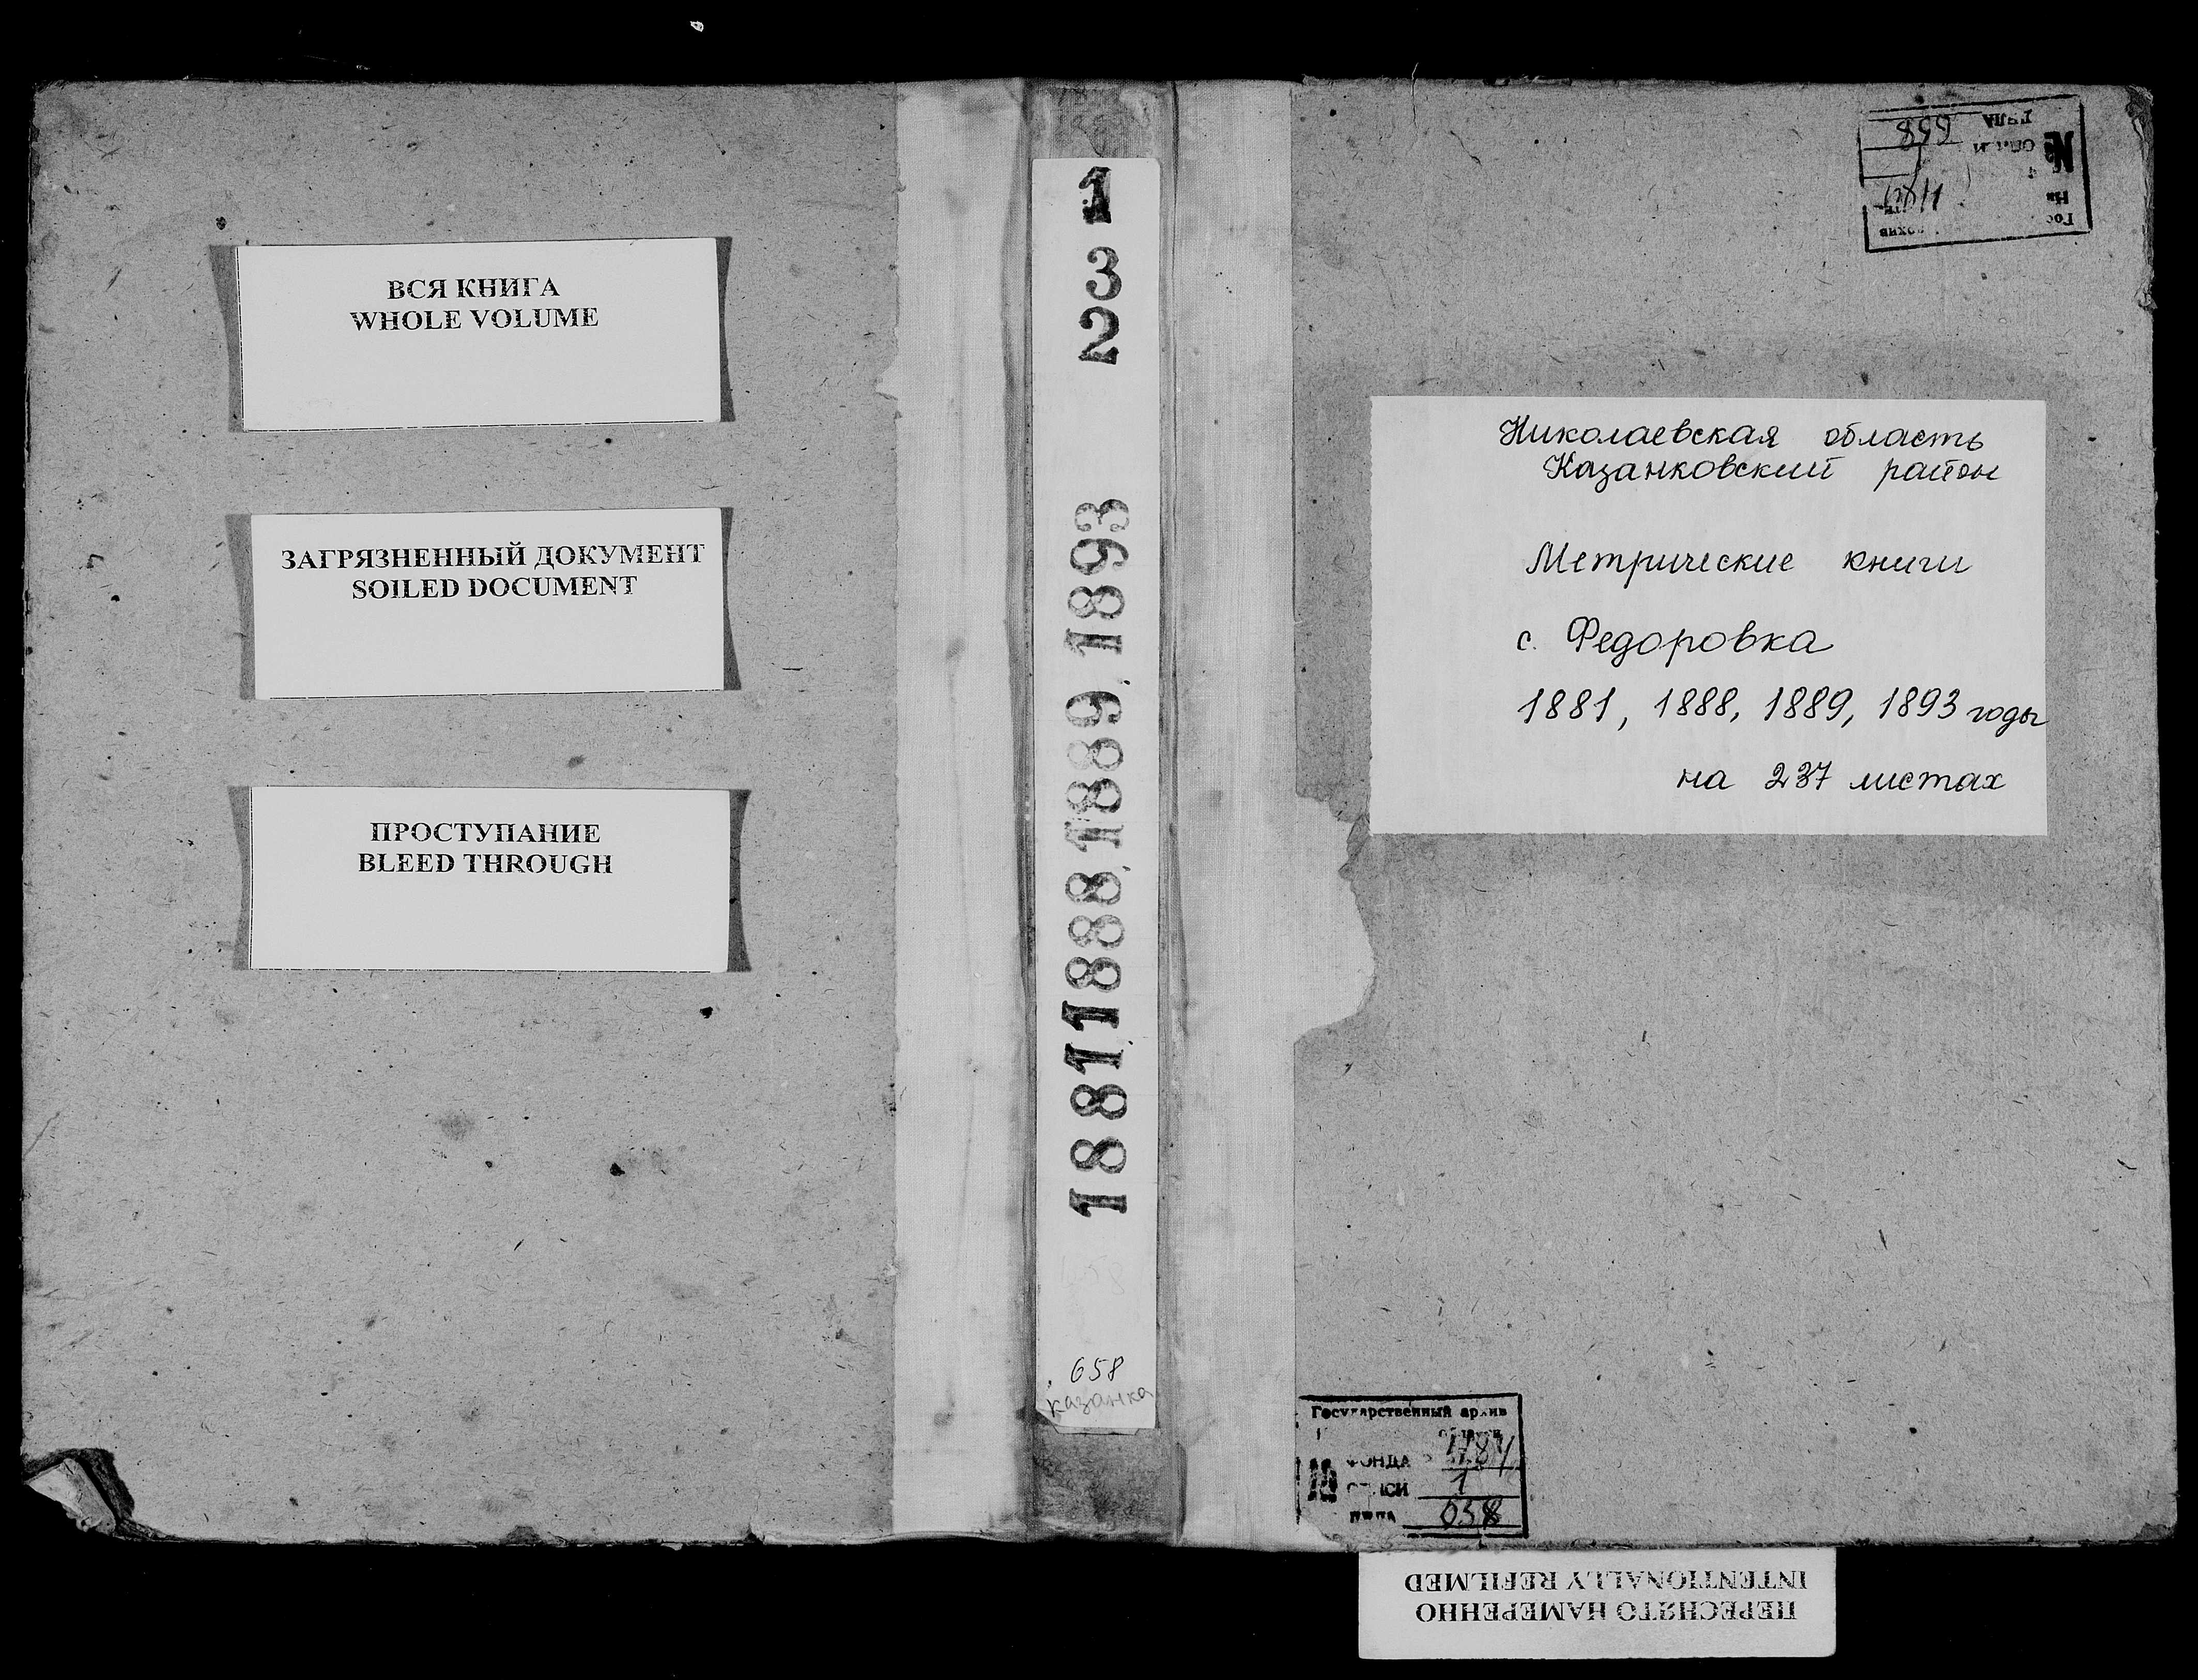 ВСЯ КНИГА
WHOLE VOLUME
ЗАГРЯЗНЕННЫЙ ДОКУМЕНТ
SOILED DOCUMENT
ПРОСТУПАНИЕ
BLEED THROUGH
1
3
2
1881, 1888, 1889, 1893
658
казанка
658
Николаевская область
Казанковский район
Метрические книги
с. Федоровка
1881, 1888, 1889, 1893 годы
на 237 листах
Государственный архив
ФОНДА
ОПИСИ 1
658
ПЕРЕСНЯТО НАМЕРЕННО
INTENTIONALLY REFILMED